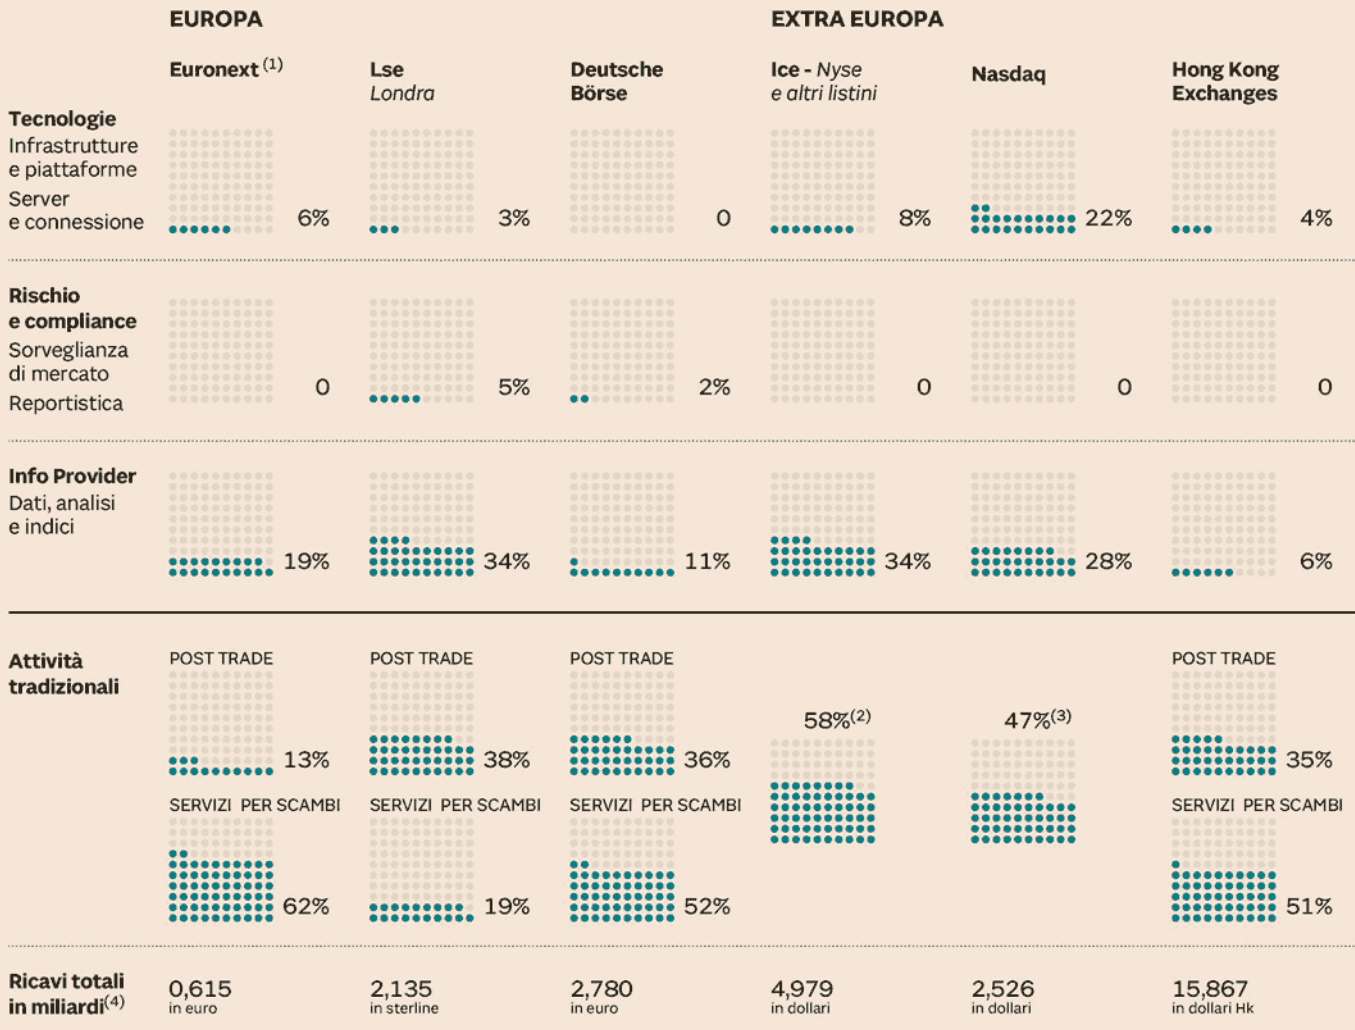 EUROPA
EXTRA EUROPA
Euronext (1)
Lse
Londra
Deutsche
Börse
Ice - Nyse
e altri listini
Nasdaq
Hong Kong
Exchanges
Tecnologie
Infrastrutture
e piattaforme
Server
e connessione
6%
3%
0
8%
22%
4%
Rischio
e compliance
Sorveglianza
di mercato
Reportistica
0
5%
2%
0
0
0
Info Provider
Dati, analisi
e indici
19%
34%
11%
34%
28%
6%
Attività
tradizionali
POST TRADE
13%
SERVIZI PER SCAMBI
62%
POST TRADE
38%
SERVIZI PER SCAMBI
19%
POST TRADE
36%
SERVIZI PER SCAMBI
52%
58%(2)
47%(3)
POST TRADE
35%
SERVIZI PER SCAMBI
51%
Ricavi totali
in miliardi(4)
0,615
in euro
2,135
in sterline
2,780
in euro
4,979
in dollari
2,526
in dollari
15,867
in dollari Hk